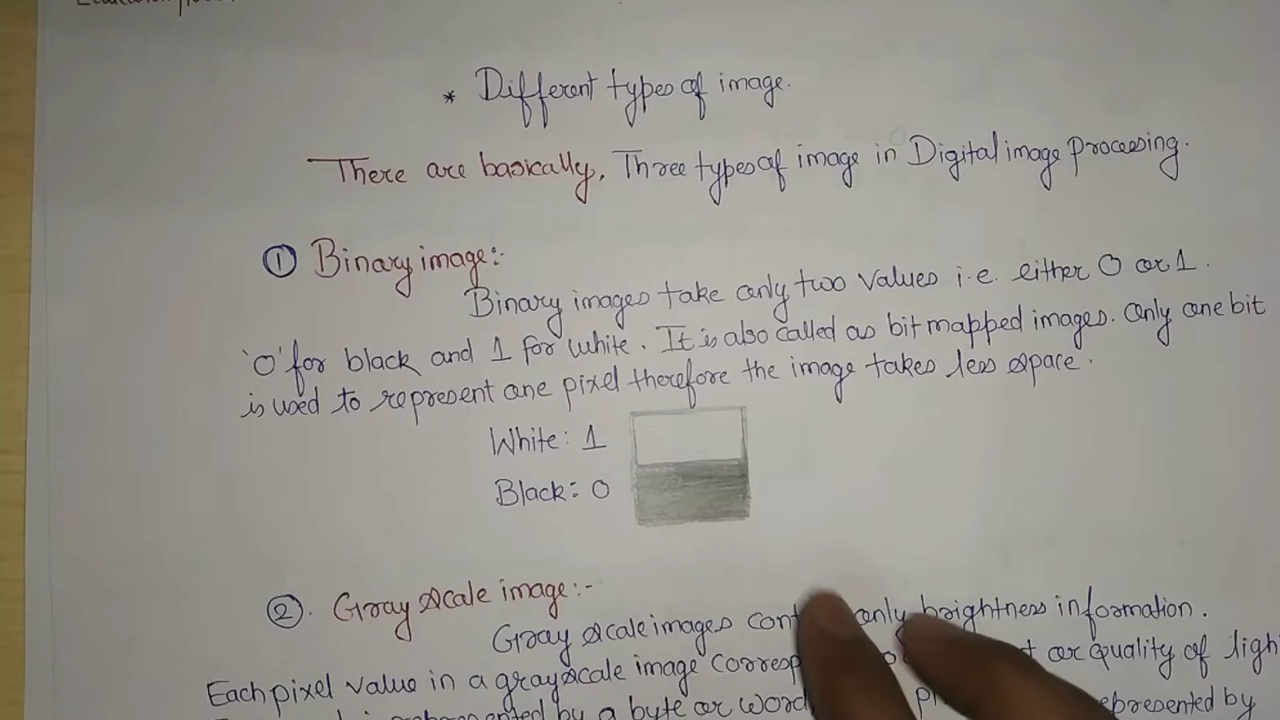 * Different types of image.
There are basically, Three types of image in Digital image processing.
① Binary image:-
Binary images take only two values i.e. either 0 or 1.
'0' for black and 1 for white. It is also called as bit mapped images. Only one bit
is used to represent one pixel therefore the image takes less space.
White: 1
Black: 0
②. Gray scale image:-
Gray scale images only brightness information.
Each pixel value in a grayscale image or quality of
by a byte or word